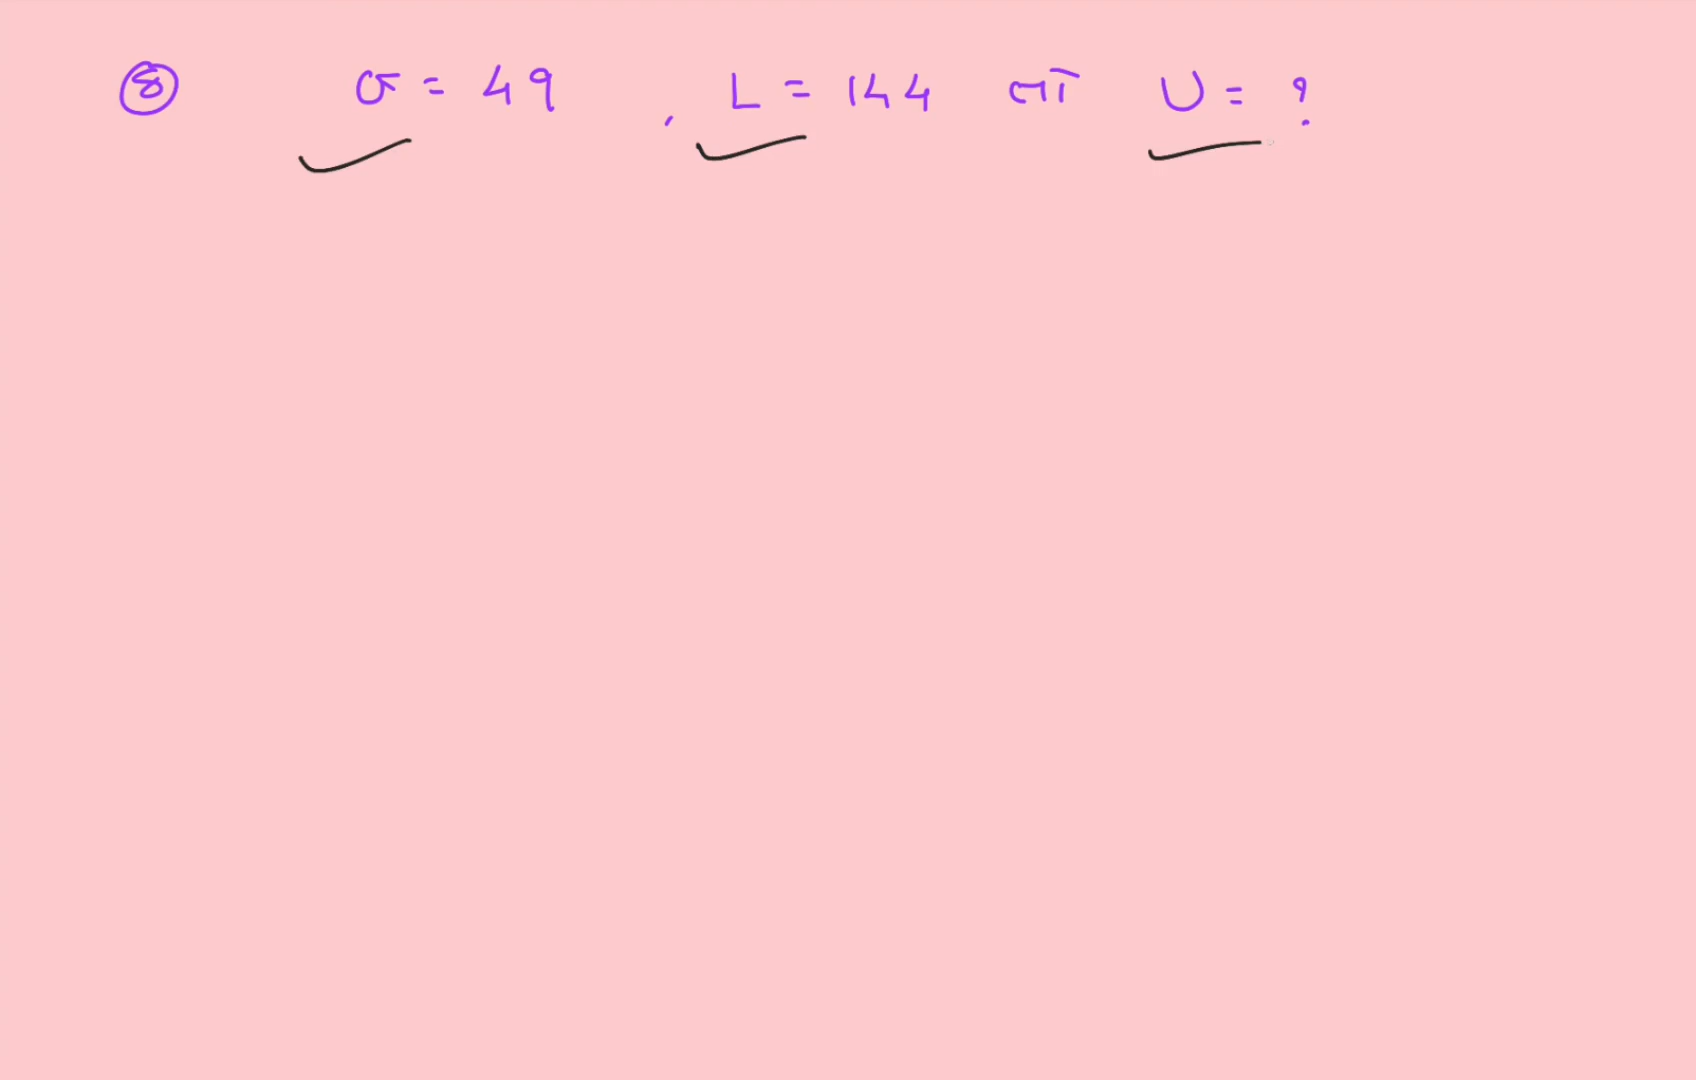 ⑧ σ = 49 , L = 144 तो U = ?